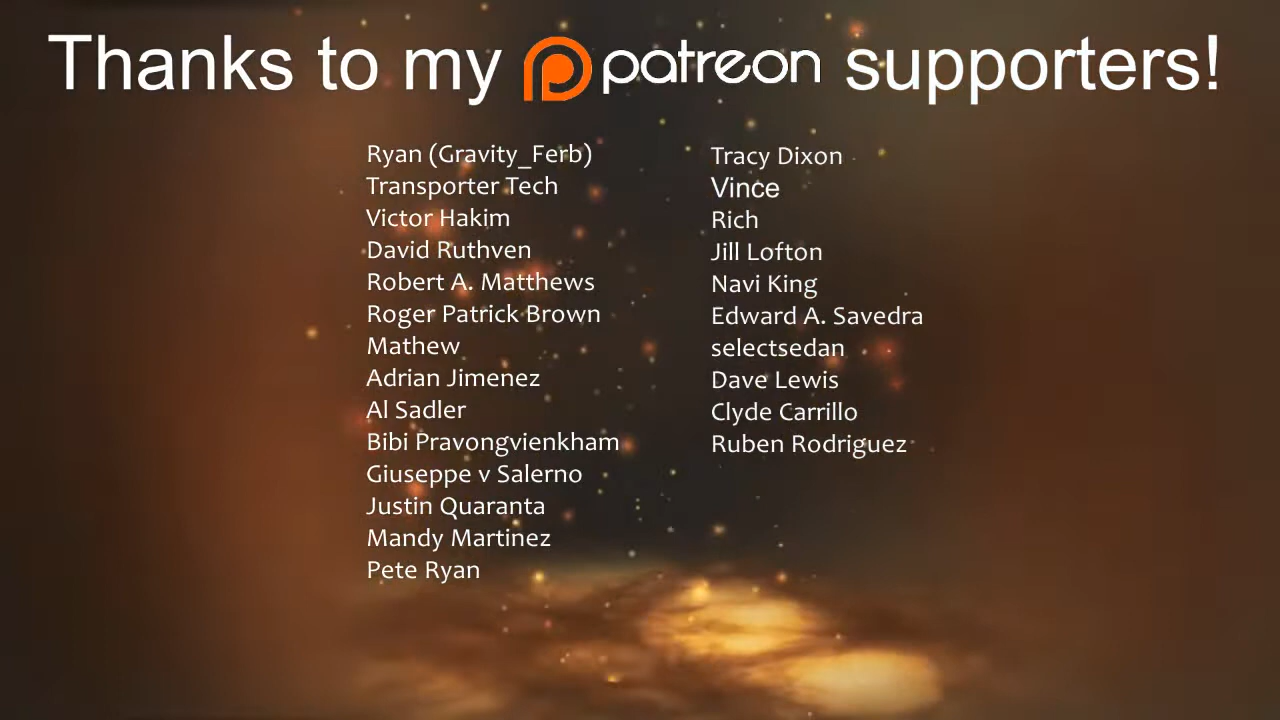 Thanks to my patreon supporters!
Ryan (Gravity_Ferb)
Transporter Tech
Victor Hakim
David Ruthven
Robert A. Matthews
Roger Patrick Brown
Mathew
Adrian Jimenez
Al Sadler
Bibi Pravongvienkham
Giuseppe v Salerno
Justin Quaranta
Mandy Martinez
Pete Ryan
Tracy Dixon
Vince
Rich
Jill Lofton
Navi King
Edward A. Savedra
selectsedan
Dave Lewis
Clyde Carrillo
Ruben Rodriguez